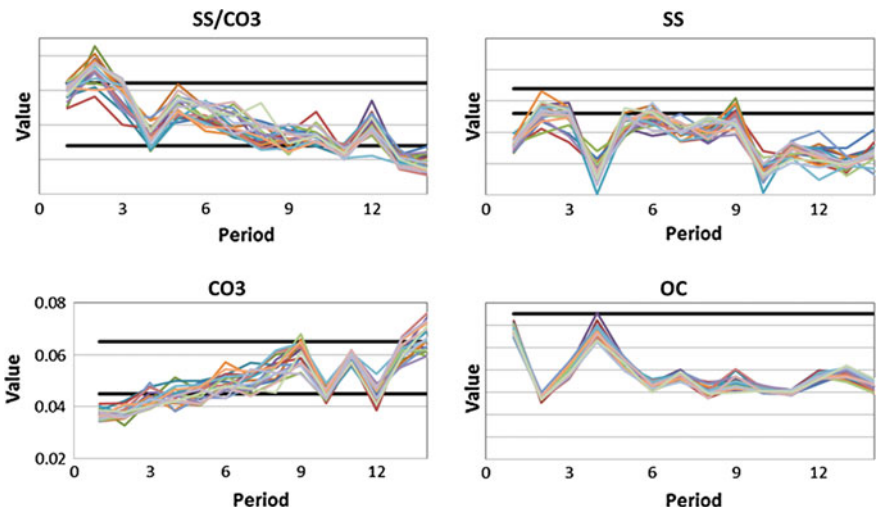 SS/CO3
Value
0 3 6 9 12
Period
SS
Value
0 3 6 9 12
Period
CO3
Value
0.08
0.06
0.04
0.02
0 3 6 9 12
Period
OC
Value
0 3 6 9 12
Period